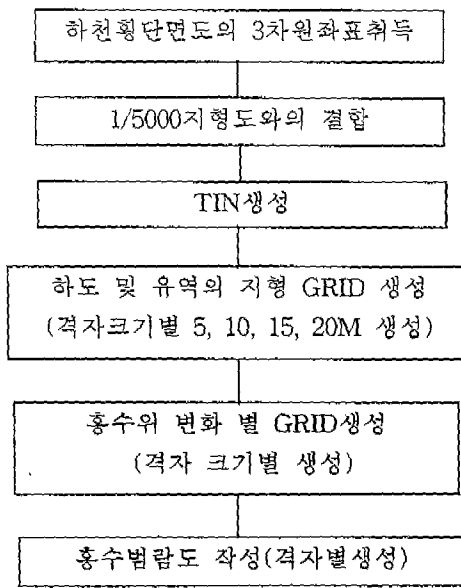 하천횡단면도의 3차원좌표취득
1/5000지형도와의 결합
TIN생성
하도 및 유역의 지형 GRID 생성
(격자크기별 5, 10, 15, 20M 생성)
홍수위 변화 별 GRID생성
(격자 크기별 생성)
홍수범람도 작성(격자별생성)